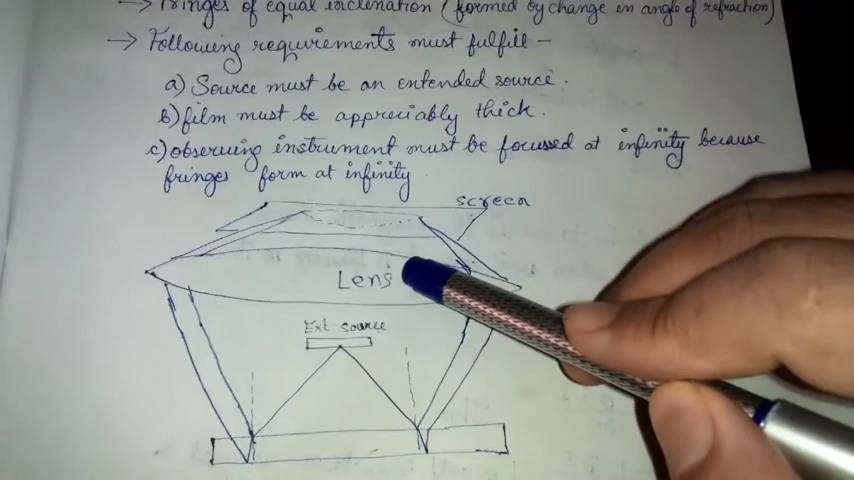 → Fringes of equal inclination (formed by change in angle of refraction)
→ Following requirements must fulfill –
a) Source must be an extended source.
b) film must be appreciably thick.
c) observing instrument must be focussed at infinity because
fringes form at infinity.
screen
Lens
Ext. source